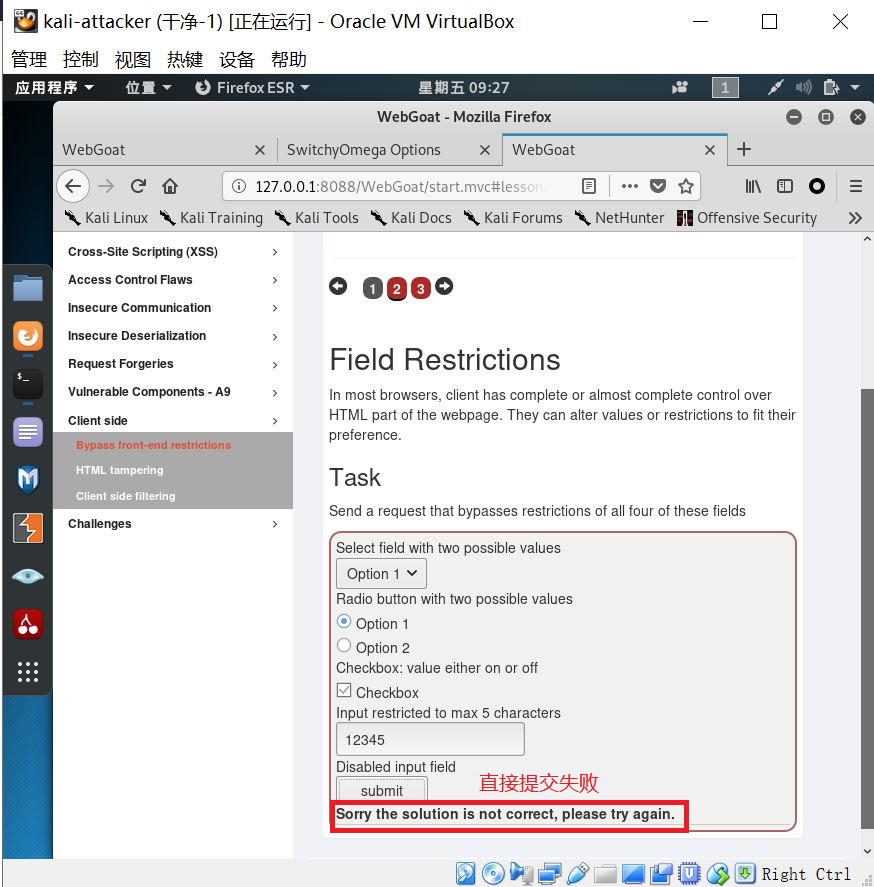 kali-attacker (干净-1) [正在运行] - Oracle VM VirtualBox
管理 控制 视图 热键 设备 帮助
应用程序 位置 Firefox ESR 星期五 09:27 1
WebGoat - Mozilla Firefox
WebGoat SwitchyOmega Options WebGoat
127.0.0.1:8088/WebGoat/start.mvc#lesson
Kali Linux Kali Training Kali Tools Kali Docs Kali Forums NetHunter Offensive Security
Cross-Site Scripting (XSS)
Access Control Flaws
Insecure Communication
Insecure Deserialization
Request Forgeries
Vulnerable Components - A9
Client side
Bypass front-end restrictions
HTML tampering
Client side filtering
Challenges
1 2 3
Field Restrictions
In most browsers, client has complete or almost complete control over
HTML part of the webpage. They can alter values or restrictions to fit their
preference.
Task
Send a request that bypasses restrictions of all four of these fields
Select field with two possible values
Option 1
Radio button with two possible values
Option 1
Option 2
Checkbox: value either on or off
Checkbox
Input restricted to max 5 characters
12345
Disabled input field
直接提交失败
submit
Sorry the solution is not correct, please try again.
Right Ctrl